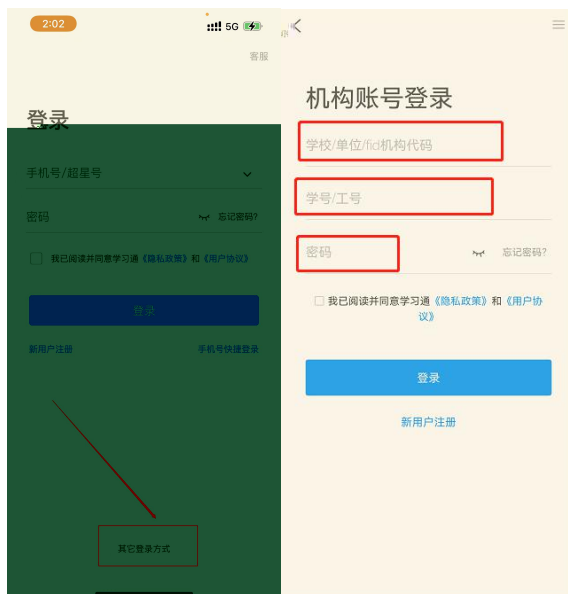 2:02
5G
客服
登录
手机号/超星号
密码
忘记密码?
我已阅读并同意学习通《隐私政策》和《用户协议》
登录
新用户注册
手机号快捷登录
其它登录方式
机构账号登录
学校/单位/fid机构代码
学号/工号
密码
忘记密码?
我已阅读并同意学习通《隐私政策》和《用户协
议》
登录
新用户注册